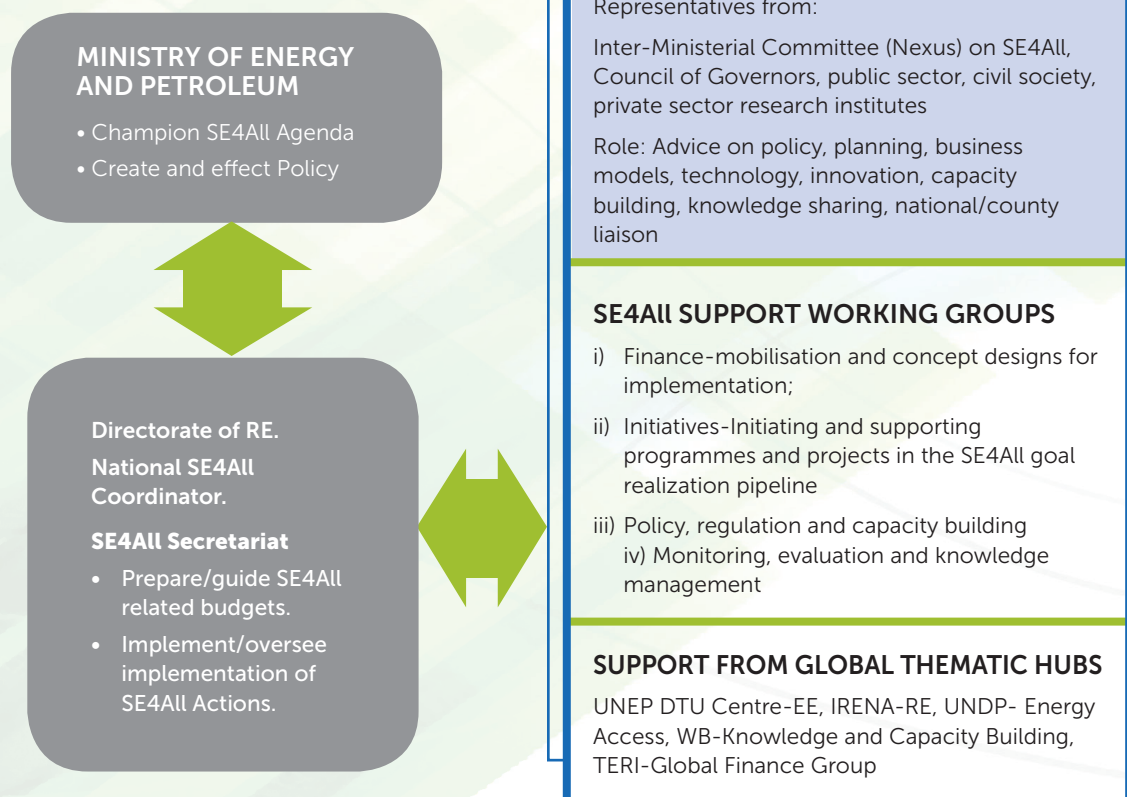 MINISTRY OF ENERGY
AND PETROLEUM
• Champion SE4All Agenda
• Create and effect Policy
Directorate of RE.
National SE4All
Coordinator.
SE4All Secretariat
• Prepare/guide SE4All
related budgets.
• Implement/oversee
implementation of
SE4All Actions.
Representatives from:
Inter-Ministerial Committee (Nexus) on SE4All,
Council of Governors, public sector, civil society,
private sector research institutes
Role: Advice on policy, planning, business
models, technology, innovation, capacity
building, knowledge sharing, national/county
liaison
SE4All SUPPORT WORKING GROUPS
i) Finance-mobilisation and concept designs for
implementation;
ii) Initiatives-Initiating and supporting
programmes and projects in the SE4All goal
realization pipeline
iii) Policy, regulation and capacity building
iv) Monitoring, evaluation and knowledge
management
SUPPORT FROM GLOBAL THEMATIC HUBS
UNEP DTU Centre-EE, IRENA-RE, UNDP- Energy
Access, WB-Knowledge and Capacity Building,
TERI-Global Finance Group